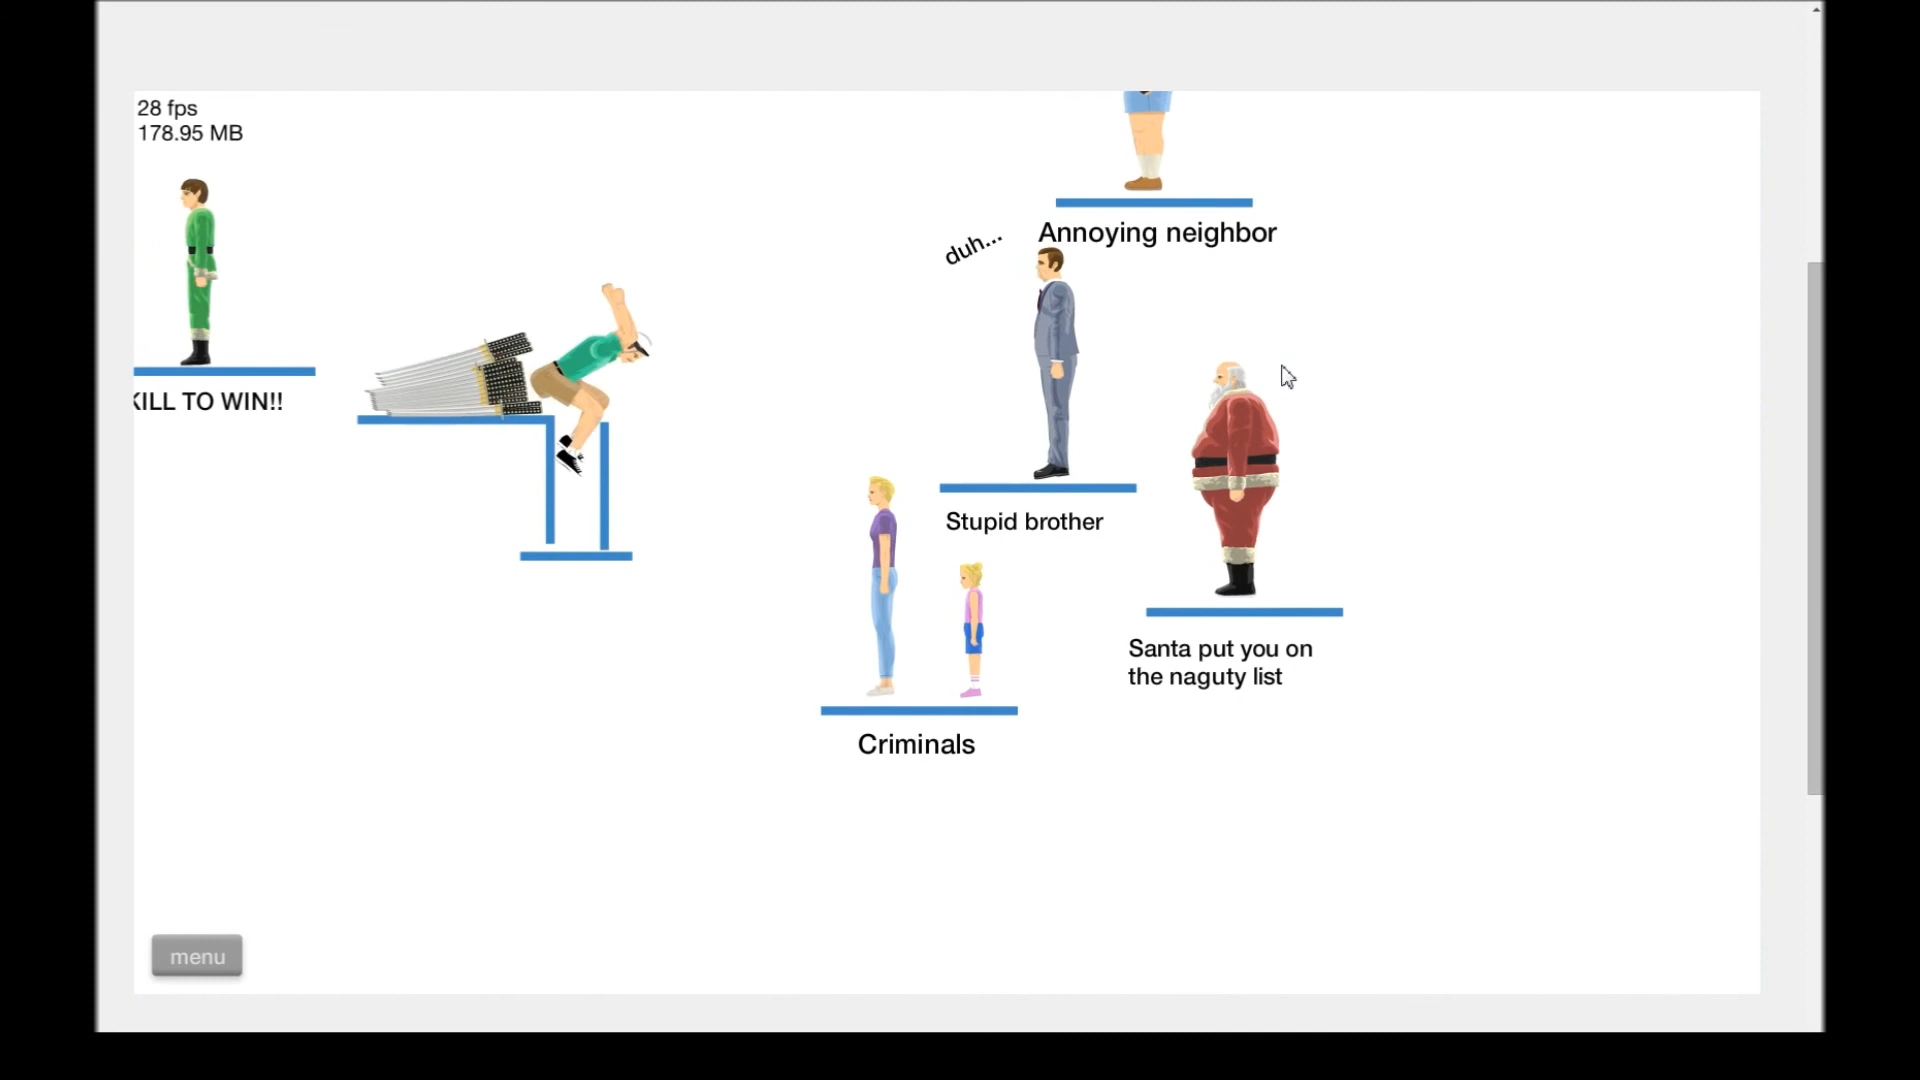 28 fps
178.95 MB
duh...
Annoying neighbor
KILL TO WIN!!
Stupid brother
Santa put you on
the naguty list
Criminals
menu